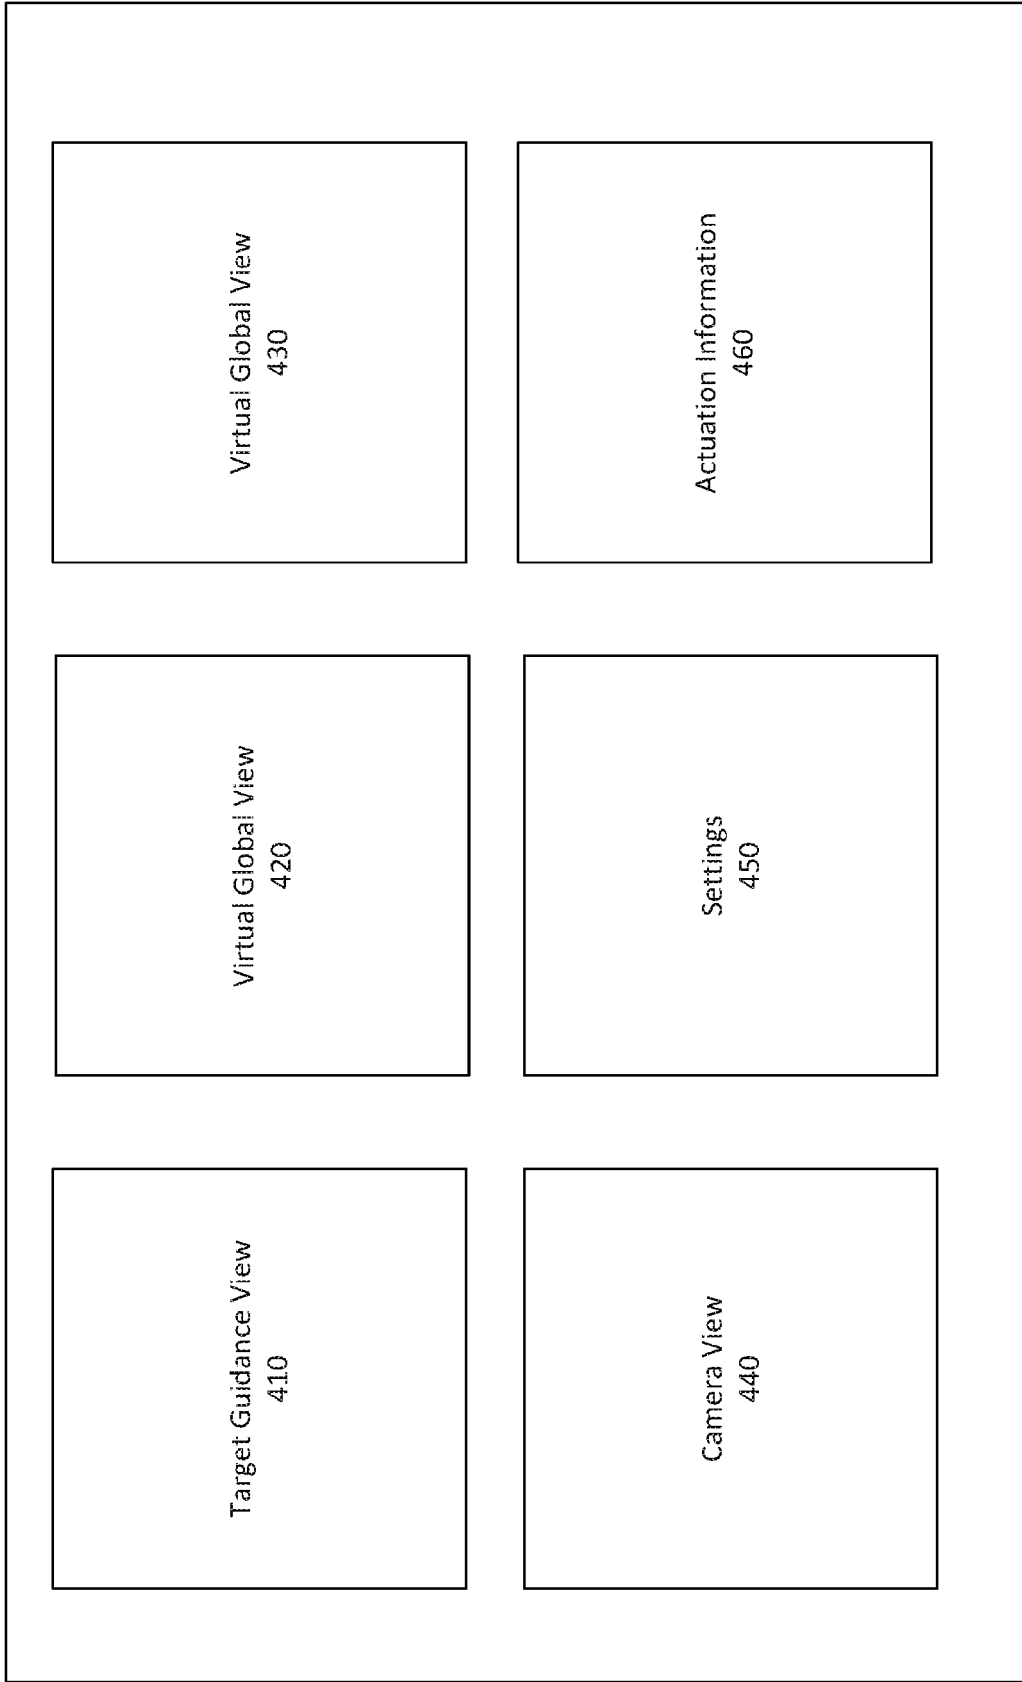 Target Guidance View
410
Virtual Global View
420
Virtual Global View
430
Camera View
440
Settings
450
Actuation Information
460